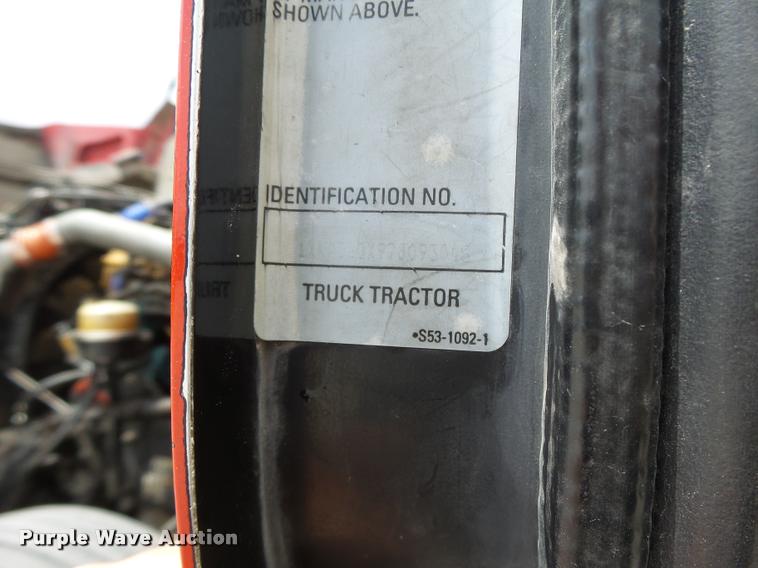 SHOWN ABOVE.
IDENTIFICATION NO.
TRUCK TRACTOR
•S53-1092-1
Purple Wave Auction